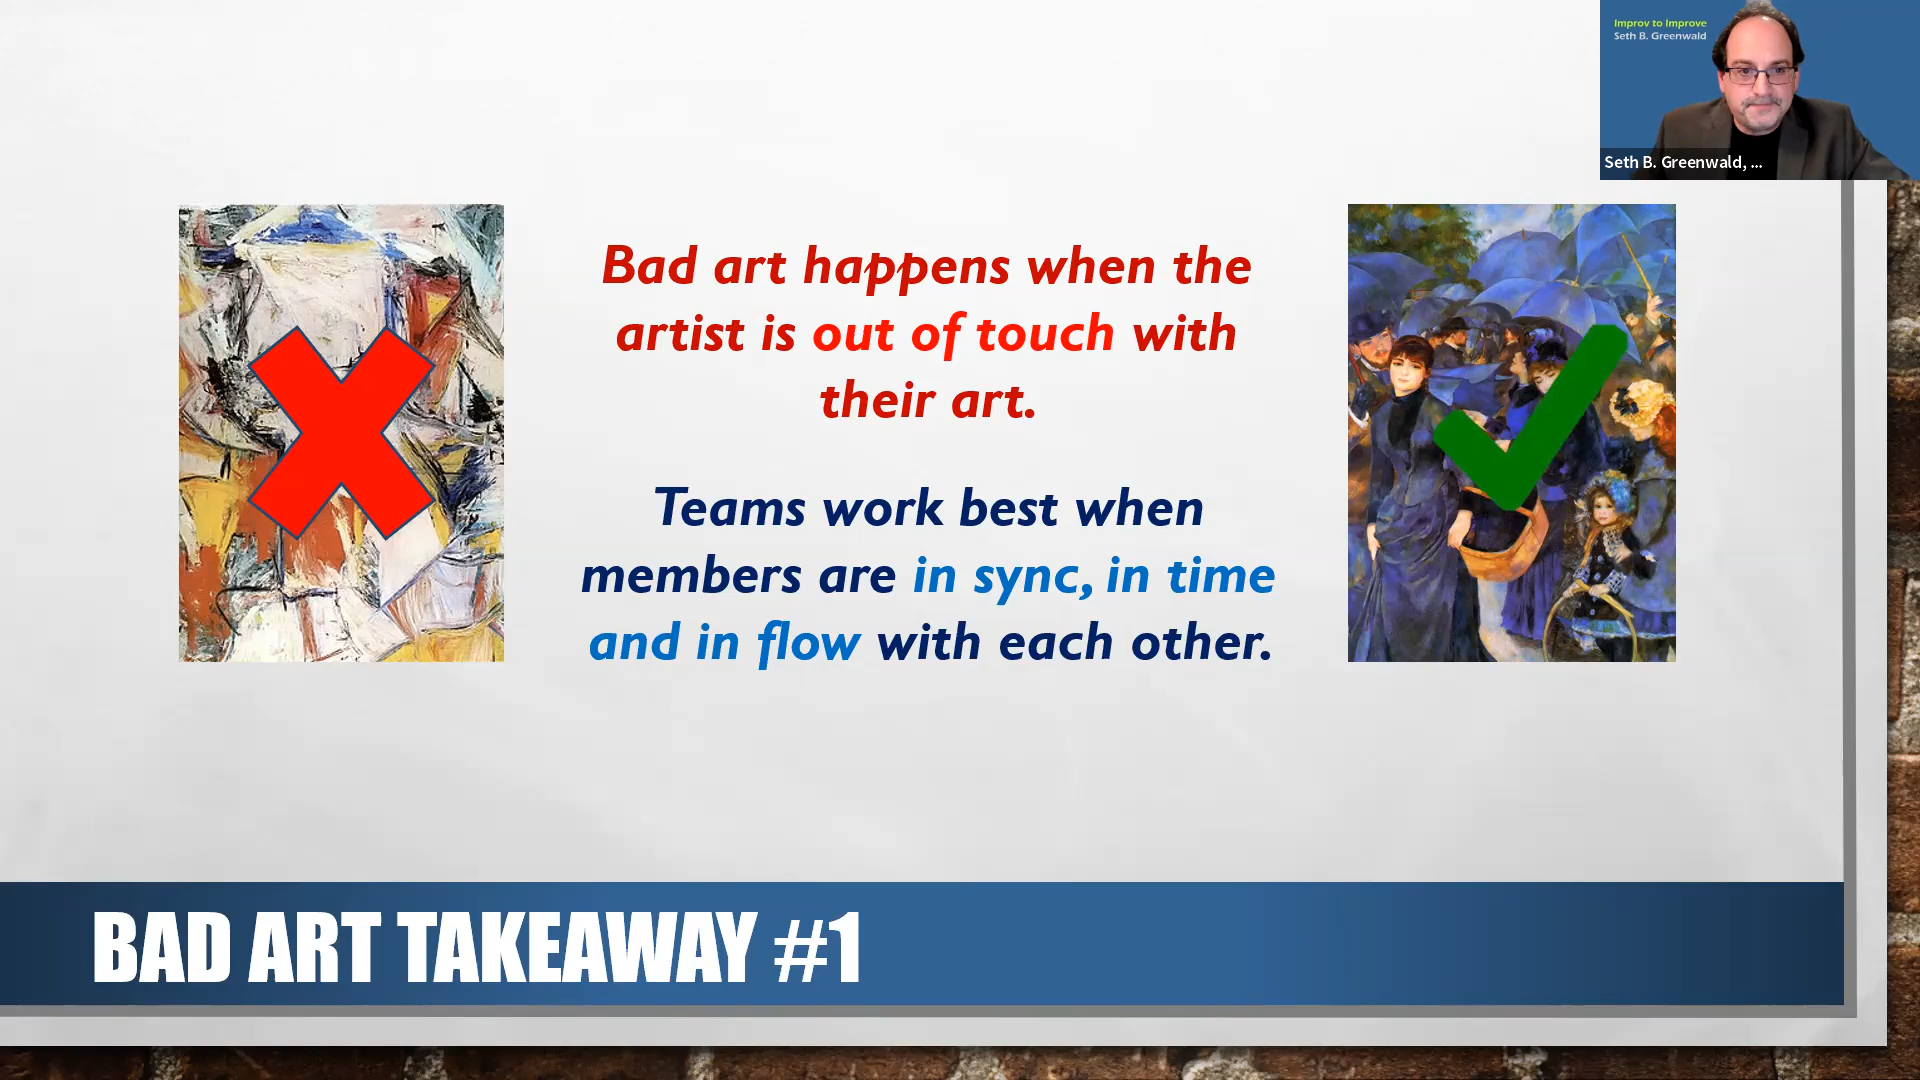 Improv to Improve
Seth B. Greenwald
Seth B. Greenwald, ...
Bad art happens when the
artist is out of touch with
their art.
Teams work best when
members are in sync, in time
and in flow with each other.
BAD ART TAKEAWAY #1